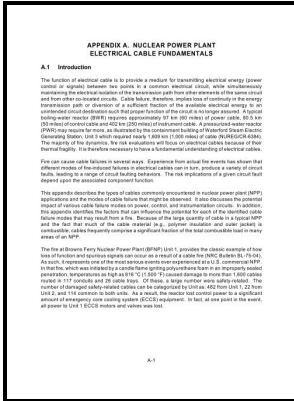 APPENDIX A. NUCLEAR POWER PLANT
ELECTRICAL CABLE FUNDAMENTALS
A.1 Introduction
The function of electrical cable is to provide a medium for transmitting electrical energy (power
control or signals) between two points in a common electrical circuit, while simultaneously
maintaining the electrical isolation of the transmission path from other elements of the same circuit
and from other co-located circuits. Cable failure, therefore, implies loss of continuity in the energy
transmission path or diversion of a sufficient fraction of the available electrical energy to an
unintended circuit destination such that proper function of the circuit is no longer assured. A typical
boiling-water reactor (BWR) requires approximately 97 km (60 miles) of power cable, 80.5 km
(50 miles) of control cable and 402 km (250 miles) of instrument cable. A pressurized-water reactor
(PWR) may require far more, as illustrated by the containment building of Waterford Steam Electric
Generating Station, Unit 3 which required nearly 1,609 km (1,000 miles) of cable (NUREG/CR-6384).
The majority of fire dynamics, fire risk evaluations will focus on electrical cables because of their
thermal fragility. It is therefore necessary to have a fundamental understanding of electrical cables.
Fire can cause cable failures in several ways. Experience from actual fire events has shown that
different modes of fire-induced failures in electrical cables can in turn, produce a variety of circuit
faults, leading to a range of circuit faulting behaviors. The risk implications of a given circuit fault
depend upon the associated component function.
This appendix describes the types of cables commonly encountered in nuclear power plant (NPP)
applications and the modes of cable failure that might be observed. It also discusses the potential
impact of various cable failure modes on power, control, and instrumentation circuits. In addition,
this appendix identifies the factors that can influence the potential for each of the identified cable
failure modes that may result from a fire. Because of the large quantity of cable in a typical NPP
and the fact that much of the cable material (e.g., polymer insulation and outer jacket) is
combustible, cables frequently comprise a significant fraction of the total combustible load in many
areas of an NPP.
The fire at Browns Ferry Nuclear Power Plant (BFNP) Unit 1, provides the classic example of how
loss of function and spurious signals can occur as a result of a cable fire (NRC Bulletin BL-75-04).
As such, it represents one of the most serious events ever experienced at a U.S. commercial NPP.
In that fire, which was initiated by a candle flame igniting polyurethane foam in an improperly sealed
penetration, temperatures as high as 816 °C (1,500 °F) caused damage to more than 1,600 cables
routed in 117 conduits and 26 cable trays. Of these, a large number were safety-related. The
number of damaged safety-related cables can be categorized by Unit as: 482 from Unit 1, 22 from
Unit 2, and 114 common to both units. As a result, the reactor lost control power to a significant
amount of emergency core cooling system (ECCS) equipment. In fact, at one point in the event,
all power to Unit 1 ECCS motors and valves was lost.
A-1